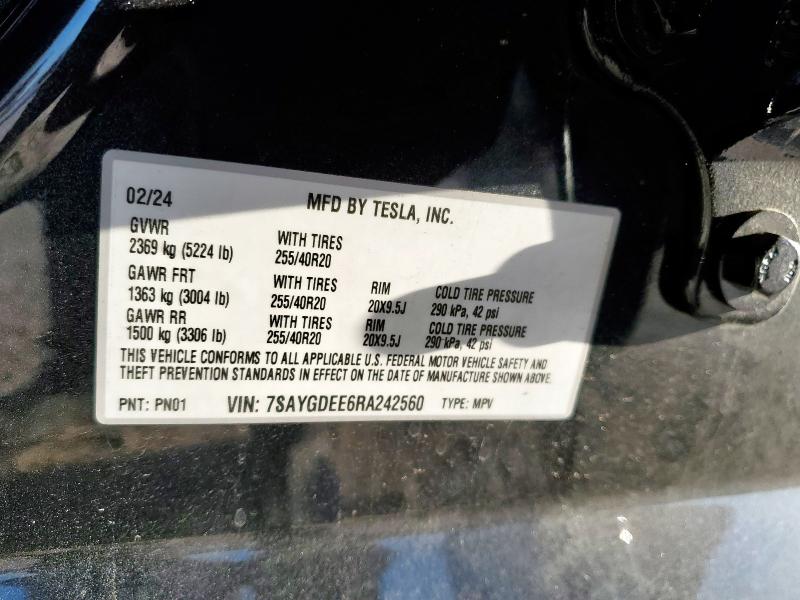 02/24 MFD BY TESLA, INC.
GVWR
2369 kg (5224 lb) WITH TIRES 255/40R20
GAWR FRT
1363 kg (3004 lb) WITH TIRES 255/40R20 RIM 20X9.5J COLD TIRE PRESSURE 290 kPa, 42 psi
GAWR RR
1500 kg (3306 lb) WITH TIRES 255/40R20 RIM 20X9.5J COLD TIRE PRESSURE 290 kPa, 42 psi
THIS VEHICLE CONFORMS TO ALL APPLICABLE U.S. FEDERAL MOTOR VEHICLE SAFETY AND
THEFT PREVENTION STANDARDS IN EFFECT ON THE DATE OF MANUFACTURE SHOWN ABOVE.
PNT: PN01 VIN: 7SAYGDEE6RA242560 TYPE: MPV